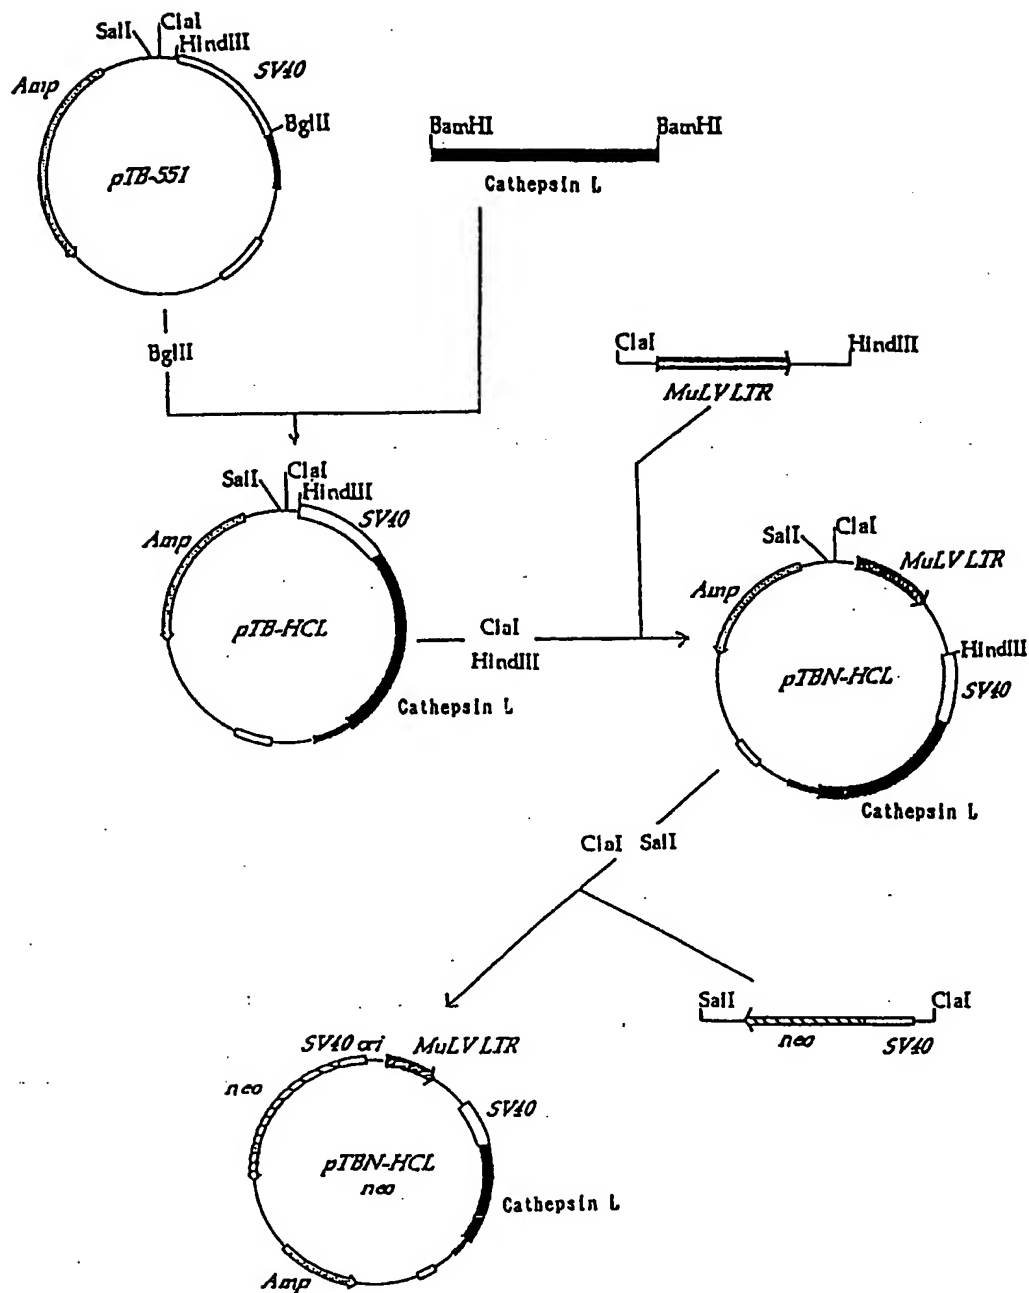 SalI
ClaI
HindIII
Amp
SV40
BglII
pTB-551
BamHI
BamHI
Cathepsin L
BglII
ClaI
HindIII
MuLV LTR
SalI
ClaI
HindIII
SV40
Amp
pTB-HCL
Cathepsin L
ClaI
HindIII
SalI
ClaI
MuLV LTR
Amp
HindIII
pTBN-HCL
SV40
Cathepsin L
ClaI SalI
SalI
ClaI
neo
SV40
SV40 ori
MuLV LTR
neo
SV40
pTBN-HCL
neo
Cathepsin L
Amp